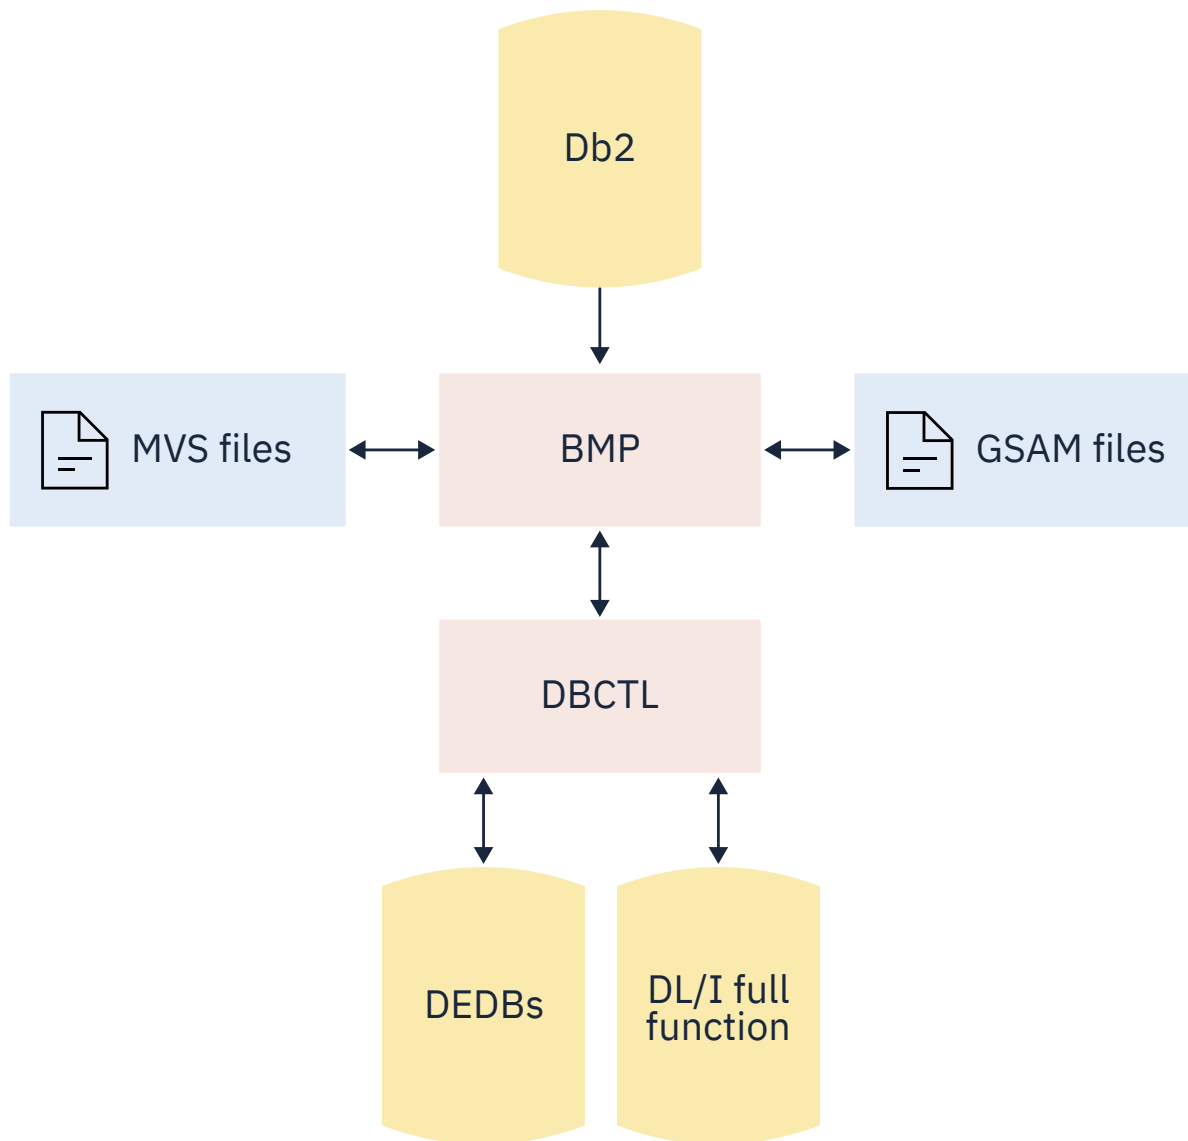 Db2
MVS files
BMP
GSAM files
DBCTL
DEDBs
DL/I full
function